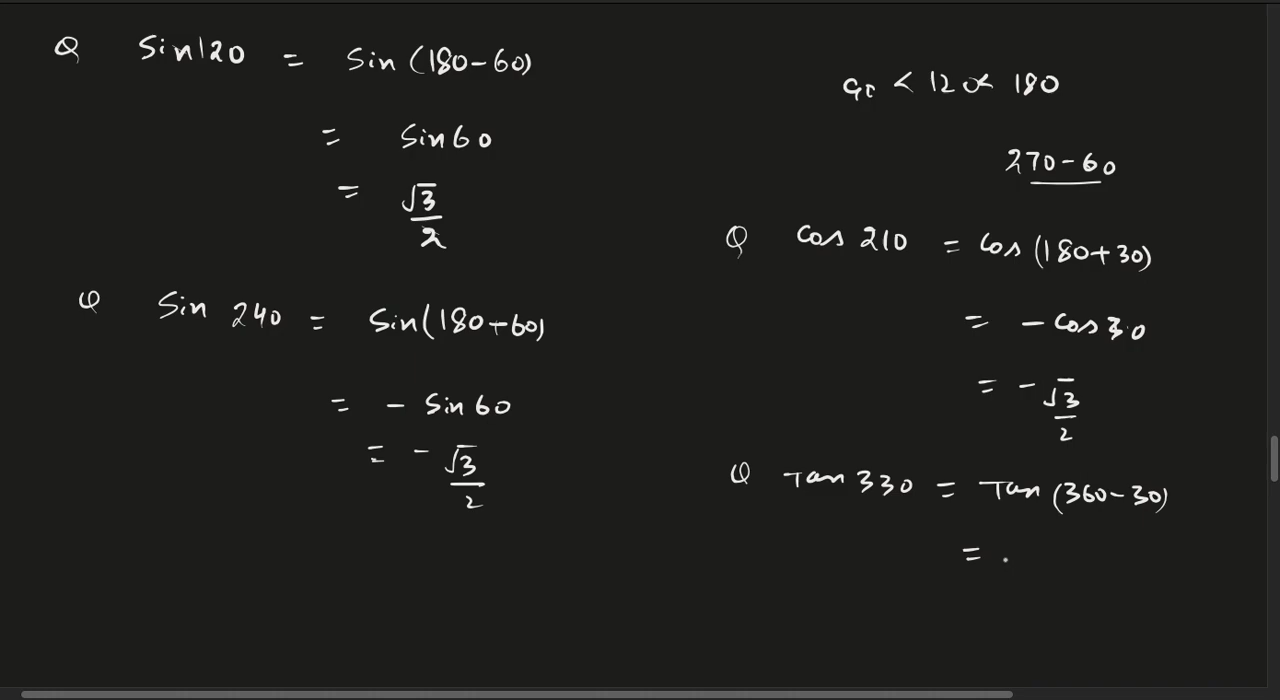 Q Sin120 = Sin (180-60)
= Sin60
= √3/2
Q Sin 240 = Sin(180+60)
= - Sin 60
= - √3/2
90 < 120 < 180
270-60
Q Cos 210 = Cos (180+30)
= - Cos 30
= - √3/2
Q Tan 330 = Tan (360-30)
= .